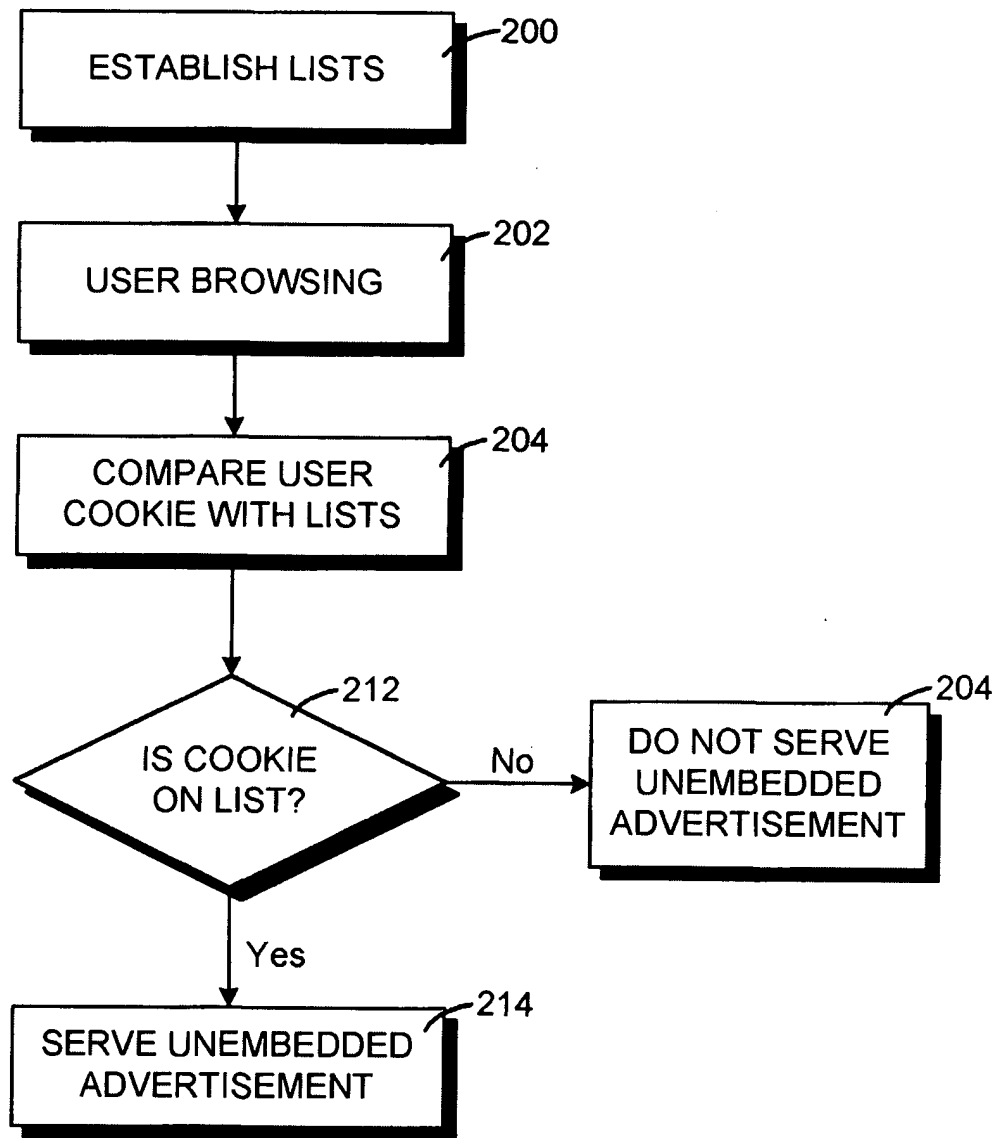 200
ESTABLISH LISTS
202
USER BROWSING
204
COMPARE USER
COOKIE WITH LISTS
212
IS COOKIE
ON LIST?
No
204
DO NOT SERVE
UNEMBEDDED
ADVERTISEMENT
Yes
214
SERVE UNEMBEDDED
ADVERTISEMENT